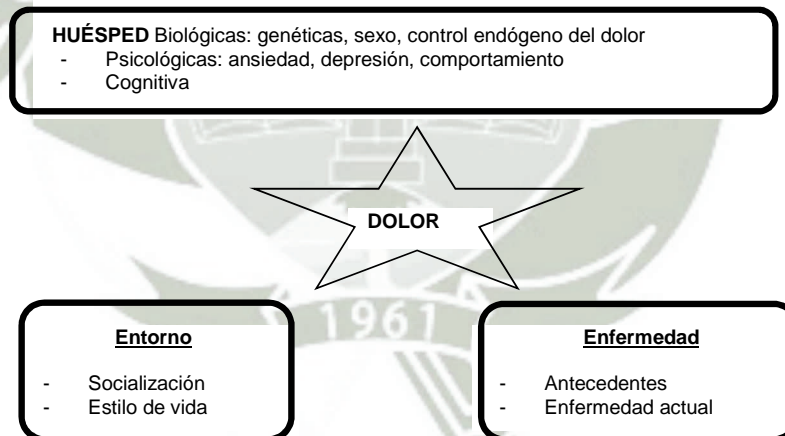 HUÉSPED Biológicas: genéticas, sexo, control endógeno del dolor
- Psicológicas: ansiedad, depresión, comportamiento
- Cognitiva
DOLOR
1961
Entorno
- Socialización
- Estilo de vida
Enfermedad
- Antecedentes
- Enfermedad actual